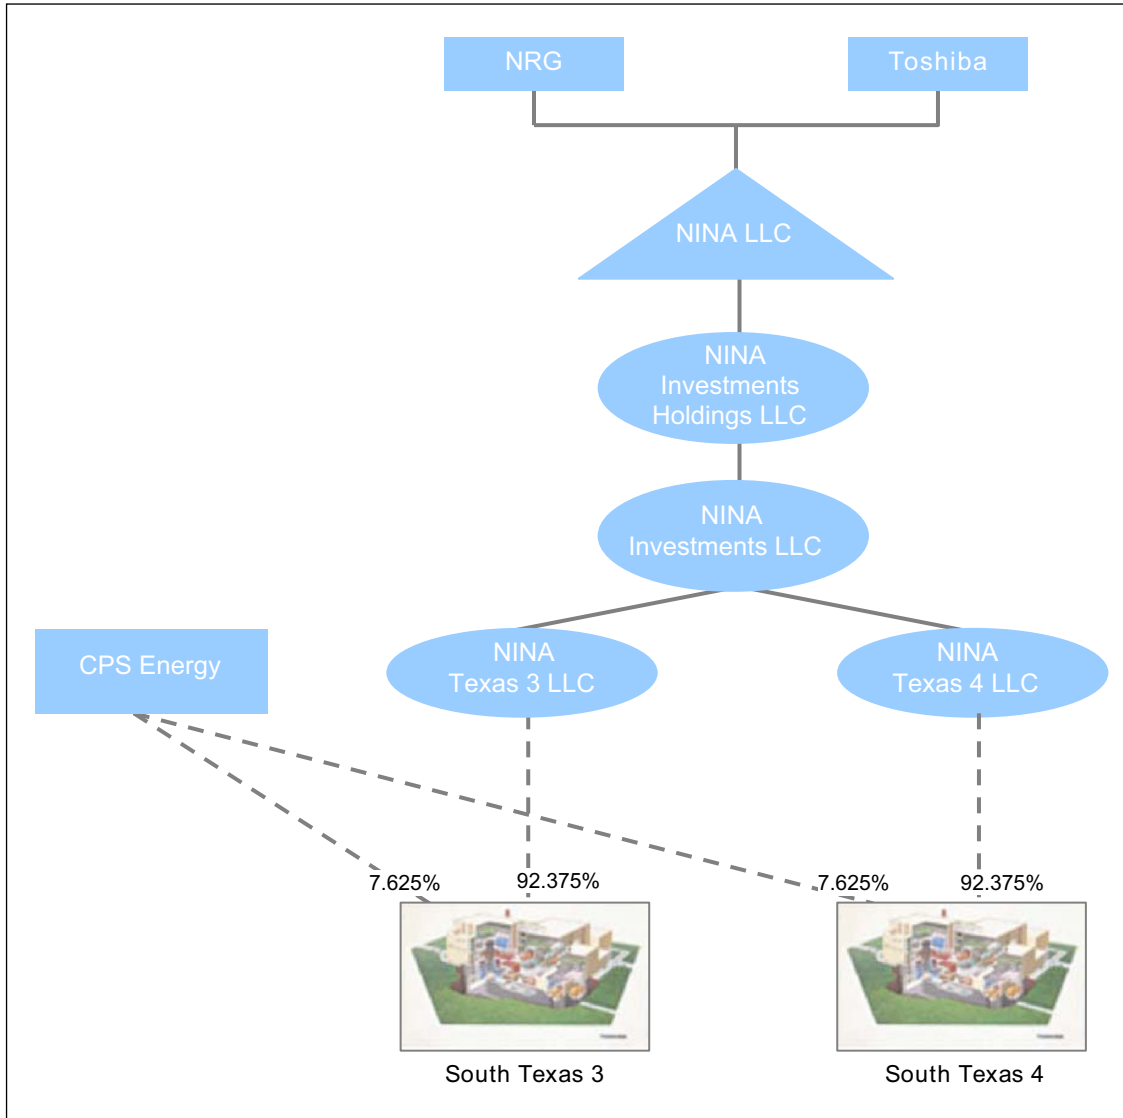 NRG
Toshiba
NINA LLC
NINA
Investments
Holdings LLC
NINA
Investments LLC
CPS Energy
NINA
Texas 3 LLC
NINA
Texas 4 LLC
7.625%
92.375%
7.625%
92.375%
South Texas 3
South Texas 4